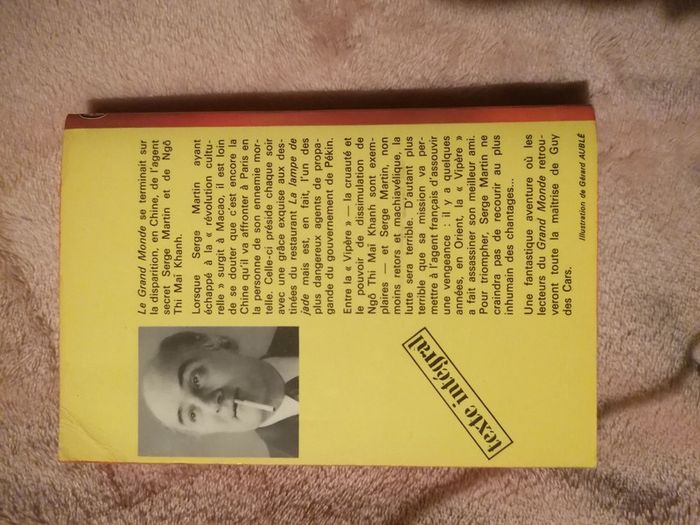 Le Grand Monde se terminait sur
la disparition, en Chine, de l'agent
secret Serge Martin et de Ngô
Thi Mai Khanh.
Lorsque Serge Martin ayant
échappé à la « révolution cultu-
relle » surgit à Macao, il est loin
de se douter que c'est encore la
Chine qu'il va affronter à Paris en
la personne de son ennemie mor-
telle. Celle-ci préside chaque soir
avec une grâce exquise aux des-
tinées du restaurant La lampe de
jade mais est, en fait, l'un des
plus dangereux agents de propa-
gande du gouvernement de Pékin.
Entre la « Vipère » — la cruauté et
le pouvoir de dissimulation de
Ngô Thi Mai Khanh sont exem-
plaires — et Serge Martin, non
moins retors et machiavélique, la
lutte sera terrible. D'autant plus
terrible que sa mission va per-
mettre à l'agent français d'assouvir
une vengeance : il y a quelques
années, en Orient, la « Vipère »
a fait assassiner son meilleur ami.
Pour triompher, Serge Martin ne
craindra pas de recourir au plus
inhumain des chantages...
Une fantastique aventure où les
lecteurs du Grand Monde retrou-
veront toute la maîtrise de Guy
des Cars.
Illustration de Gérard AUBLÉ
texte intégral